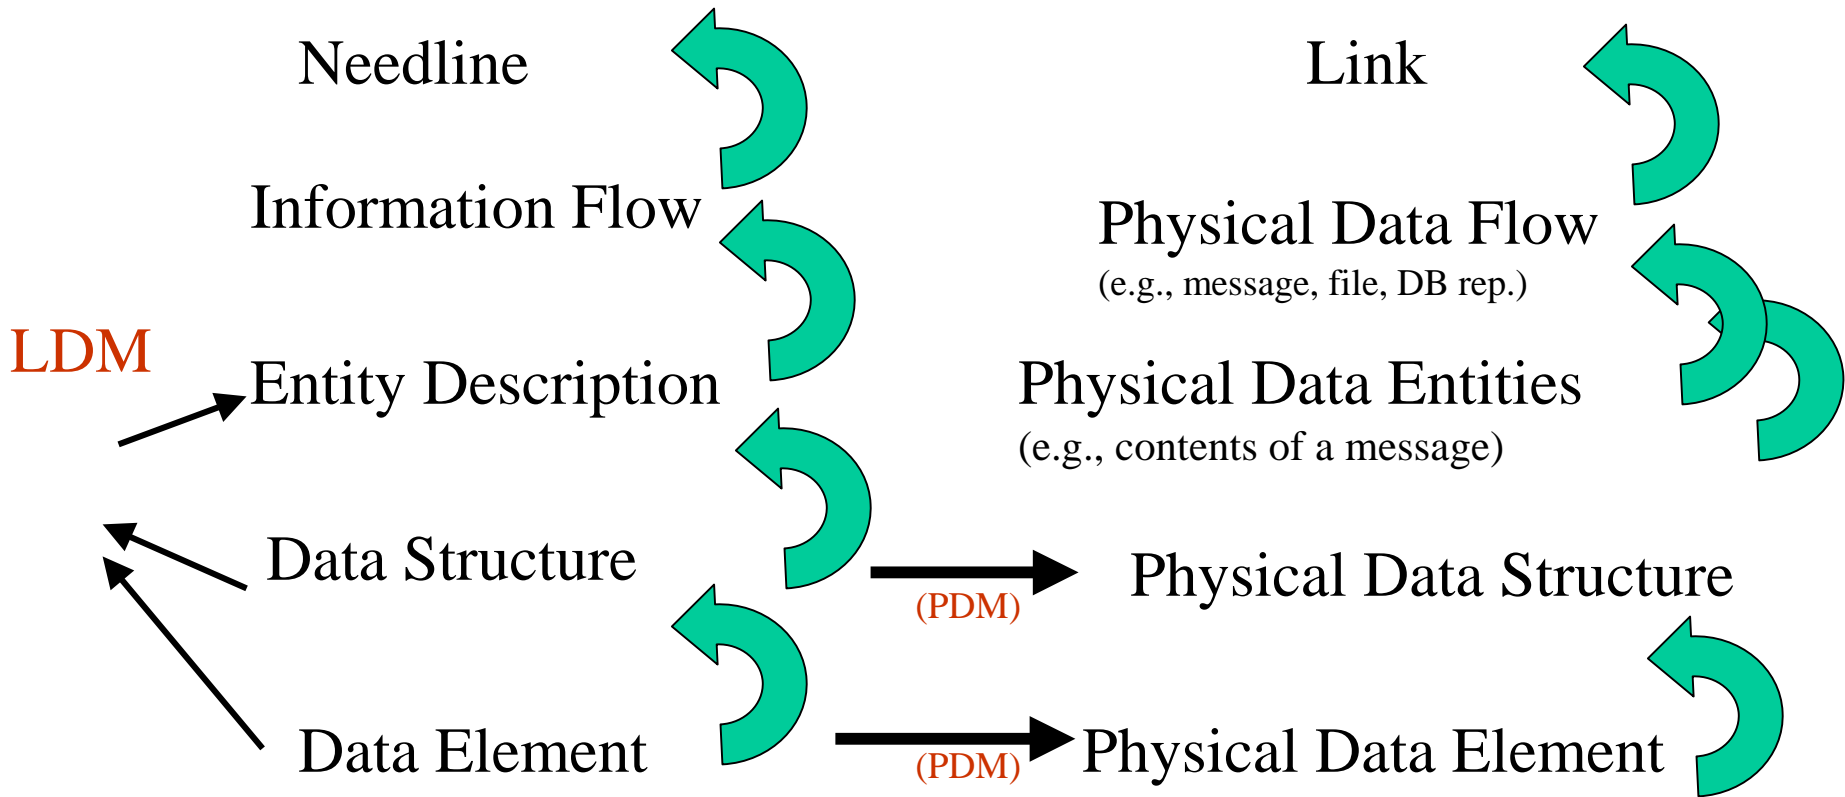 Needline
Link
Information Flow
Physical Data Flow
(e.g., message, file, DB rep.)
LDM
Entity Description
Physical Data Entities
(e.g., contents of a message)
Data Structure
(PDM)
Physical Data Structure
Data Element
(PDM)
Physical Data Element